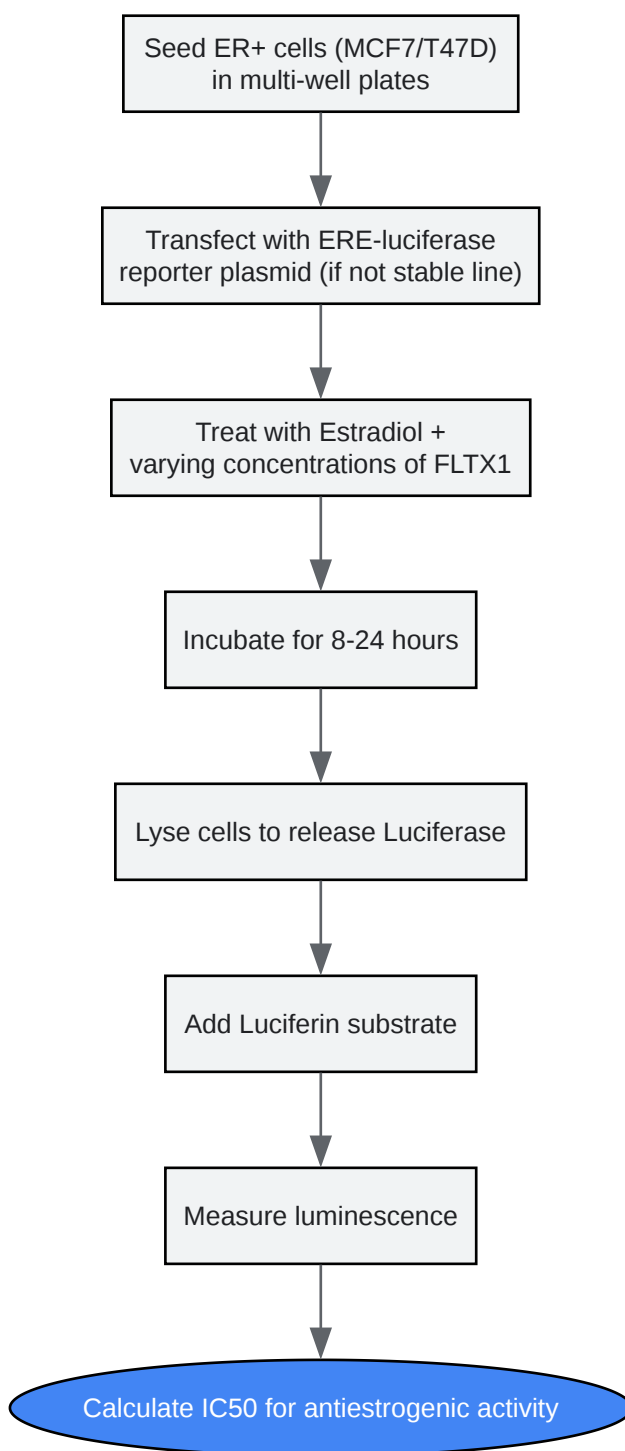 Seed ER+ cells (MCF7/T47D)
in multi-well plates
Transfect with ERE-luciferase
reporter plasmid (if not stable line)
Treat with Estradiol +
varying concentrations of FLTX1
Incubate for 8-24 hours
Lyse cells to release Luciferase
Add Luciferin substrate
Measure luminescence
Calculate IC50 for antiestrogenic activity